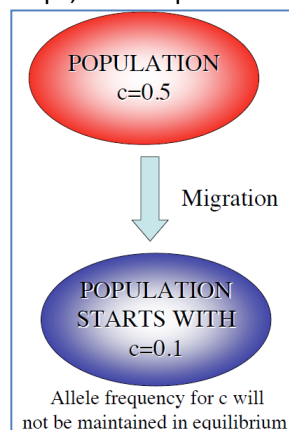 POPULATION
c=0.5
Migration
POPULATION
STARTS WITH
c=0.1
Allele frequency for c will
not be maintained in equilibrium